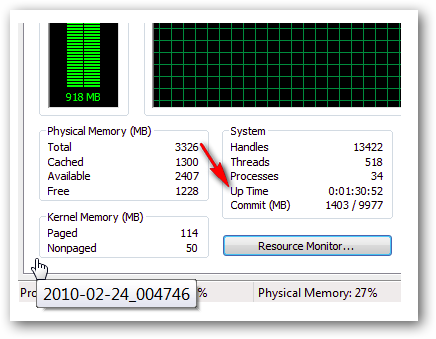 918 MB
Physical Memory (MB)
Total 3326
Cached 1300
Available 2407
Free 1228
Kernel Memory (MB)
Paged 114
Nonpaged 50
System
Handles 13422
Threads 518
Processes 34
Up Time 0:01:30:52
Commit (MB) 1403 / 9977
Resource Monitor...
2010-02-24_004746
% Physical Memory: 27%